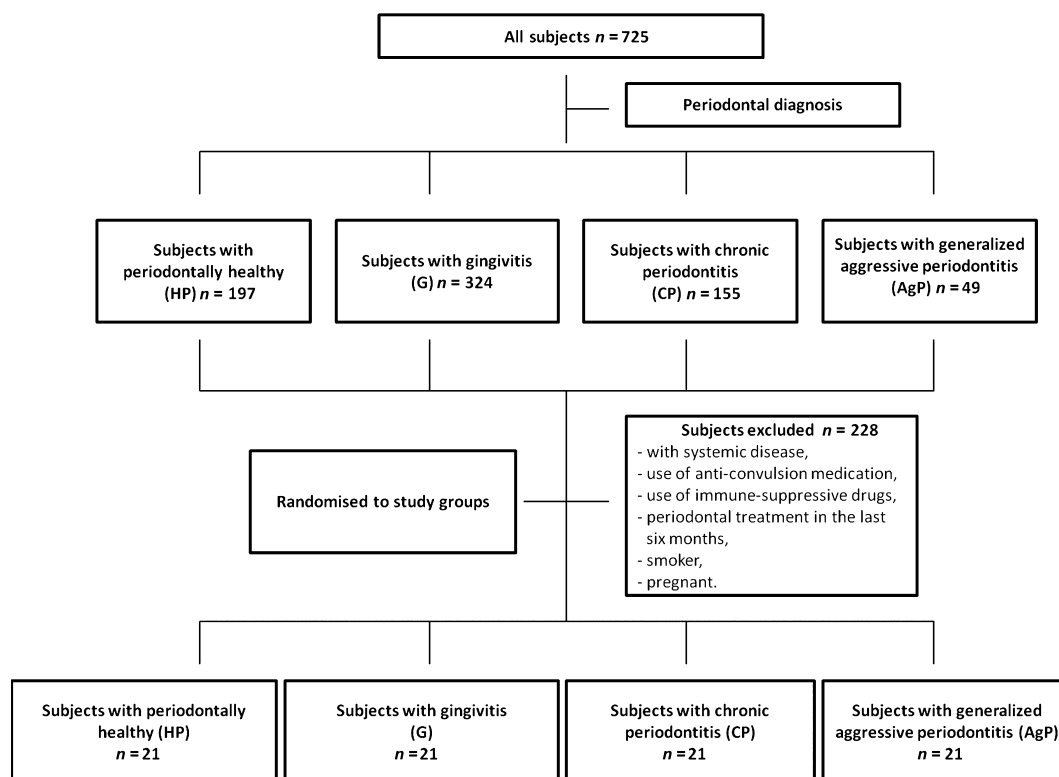 All subjects n = 725
Periodontal diagnosis
Subjects with
periodontally healthy
(HP) n = 197
Subjects with gingivitis
(G) n = 324
Subjects with chronic
periodontitis
(CP) n = 155
Subjects with generalized
aggressive periodontitis
(AgP) n = 49
Randomised to study groups
Subjects excluded n = 228
- with systemic disease,
- use of anti-convulsion medication,
- use of immune-suppressive drugs,
- periodontal treatment in the last
six months,
- smoker,
- pregnant.
Subjects with periodontally
healthy (HP)
n = 21
Subjects with gingivitis
(G)
n = 21
Subjects with chronic
periodontitis (CP)
n = 21
Subjects with generalized
aggressive periodontitis (AgP)
n = 21